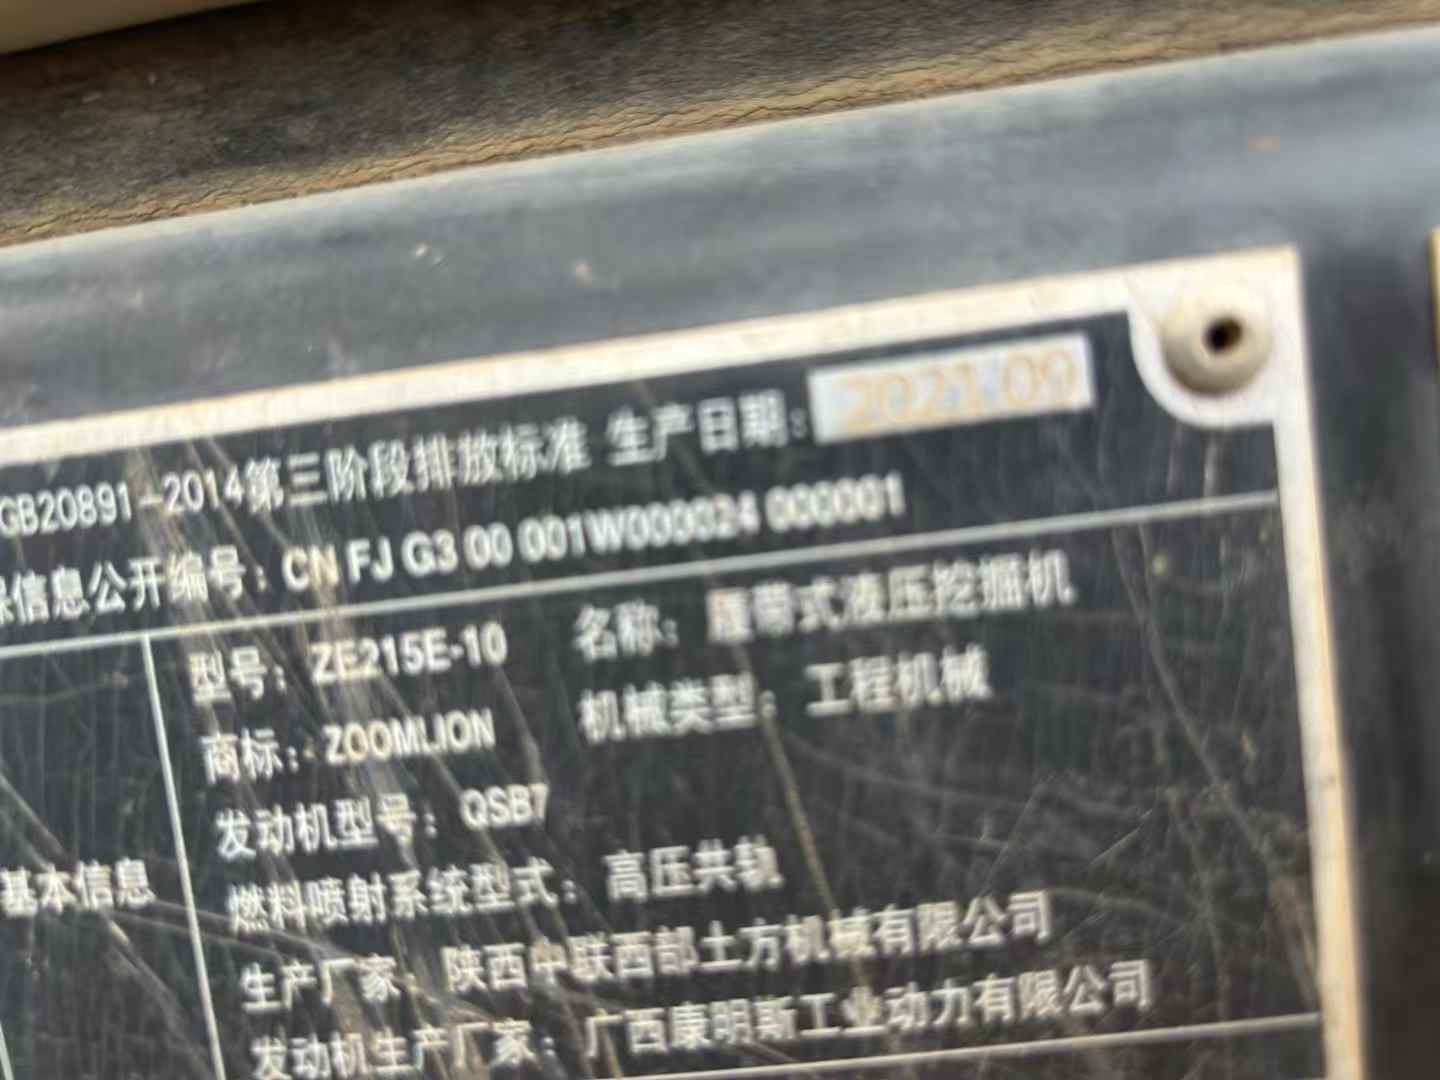 GB20891-2014第三阶段排放标准 生产日期: 2021.09
保信息公开编号: CN FJ G3 00 001W000024 000001
型号: ZE215E-10 名称: 履带式液压挖掘机
商标: ZOOMLION 机械类型: 工程机械
发动机型号: QSB7
基本信息
燃料喷射系统型式: 高压共轨
生产厂家: 陕西中联西部土方机械有限公司
发动机生产厂家: 广西康明斯工业动力有限公司